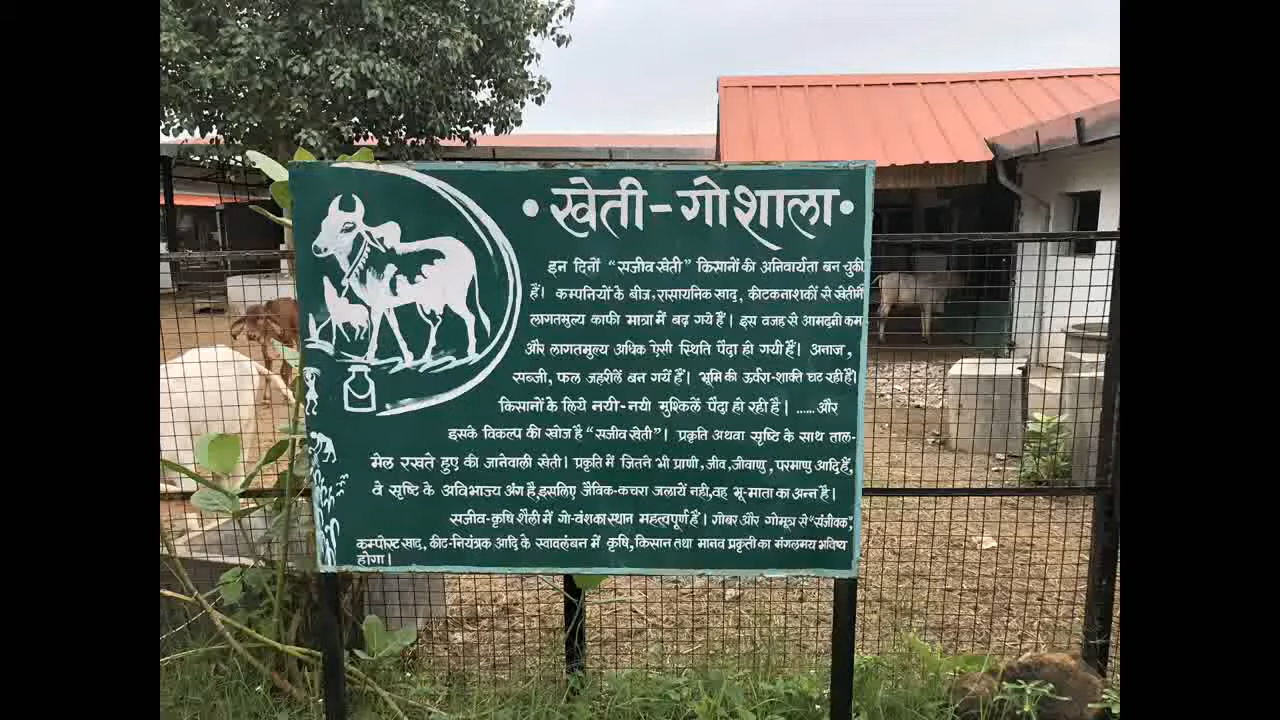 • खेती-गोशाला •
इन दिनों “सजीव खेती” किसानों की अनिवार्यता बन चुकी
हैं। कम्पनियों के बीज, रासायनिक खाद, कीटकनाशकों से खेतीमें
लागतमुल्य काफी मात्रा में बढ़ गये हैं। इस वजह से आमदनी कम
और लागतमुल्य अधिक ऐसी स्थिति पैदा हो गयी हैं। अनाज,
सब्जी, फल जहरीलें बन गयें हैं। भूमि की ऊर्वरा-शाक्ति घट रही हैं।
किसानों के लिये नयी-नयी मुश्किलें पैदा हो रही है। ...... और
इसके विकल्प की खोज है “सजीव खेती”। प्रकृति अथवा सृष्टि के साथ ताल-
मेल रखते हुए की जानेवाली खेती। प्रकृति में जितने भी प्राणी, जीव, जीवाणु, परमाणु आदि हैं,
वे सृष्टि के अविभाज्य अंग है, इसलिए जैविक-कचरा जलायें नही, वह भू-माता का अन्न है।
सजीव-कृषि शैली में गो-वंश का स्थान महत्वपूर्ण हैं। गोबर और गोमूत्र से “संजीवक”,
कम्पोस्ट खाद, कीट-नियंत्रक आदि के स्वावलंबन में कृषि, किसान तथा मानव प्रकृती का मंगलमय भविष्य
होगा।